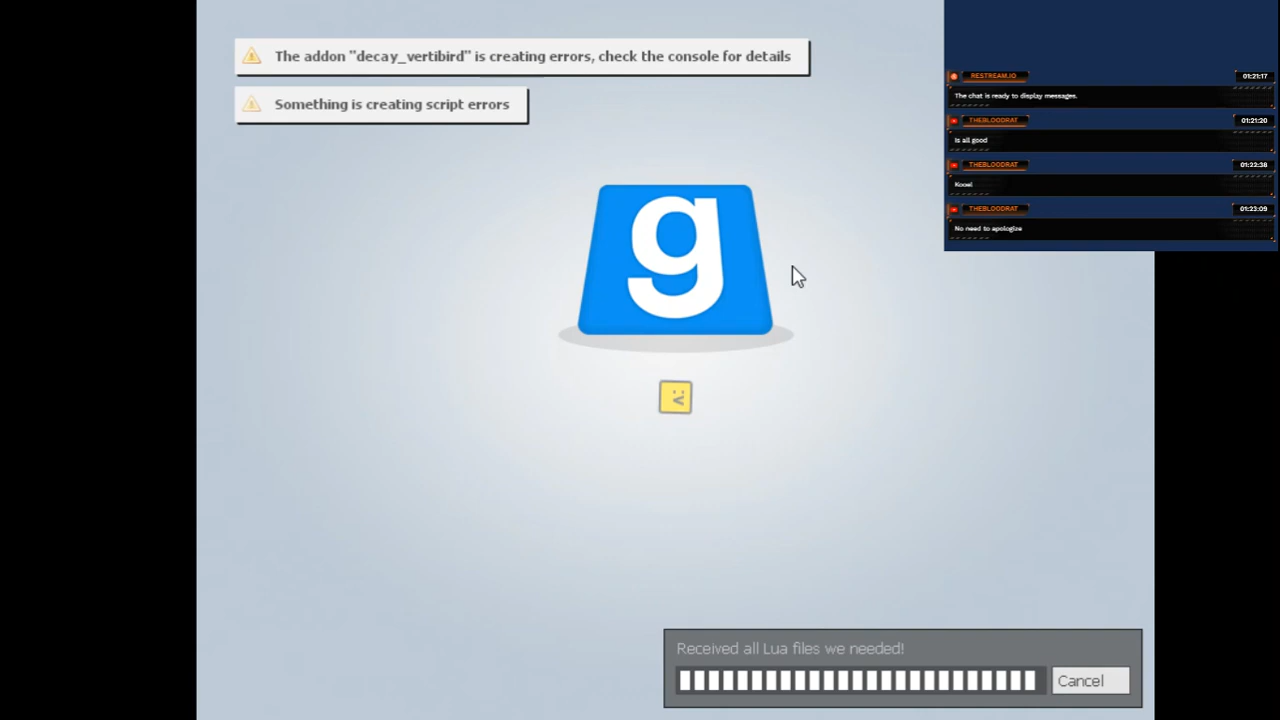 The addon "decay_vertibird" is creating errors, check the console for details
Something is creating script errors
RESTREAM.IO 01:21:17
The chat is ready to display messages.
THEBLOODRAT 01:21:20
Is all good
THEBLOODRAT 01:22:38
Kooel
THEBLOODRAT 01:23:09
No need to apologize
g
Received all Lua files we needed!
Cancel